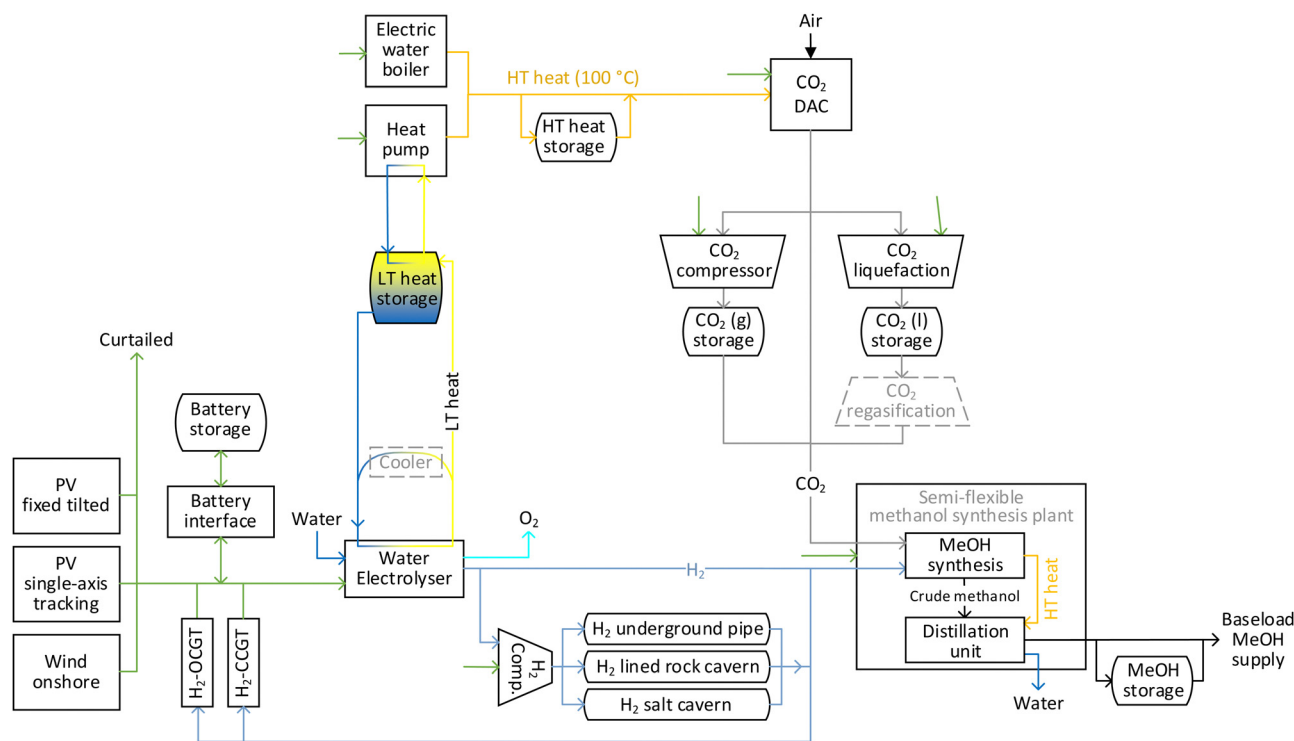 Electric
water
boiler
Air
HT heat (100 °C)
CO₂
DAC
Heat
pump
HT heat
storage
CO₂
compressor
CO₂
liquefaction
LT heat
storage
CO₂ (g)
storage
CO₂ (l)
storage
Curtailed
CO₂
regasification
Battery
storage
LT heat
Cooler
PV
fixed tilted
Battery
interface
Water
O₂
CO₂
Semi-flexible
methanol synthesis plant
PV
single-axis
tracking
Water
Electrolyser
H₂
MeOH
synthesis
HT heat
Crude methanol
Distillation
unit
Baseload
MeOH
supply
Wind
onshore
H₂-OCGT
H₂-CCGT
H₂
Comp.
H₂ underground pipe
H₂ lined rock cavern
H₂ salt cavern
Water
MeOH
storage